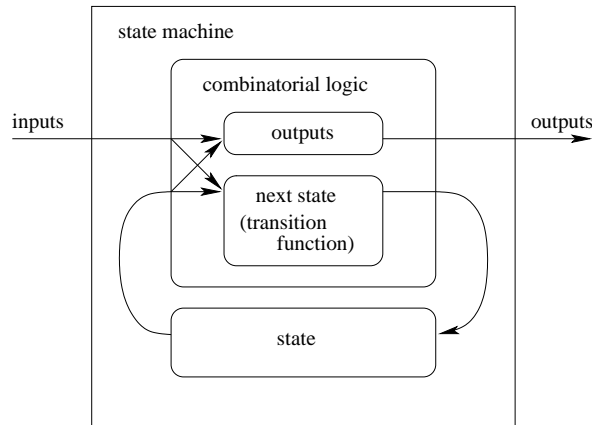 state machine
combinatorial logic
inputs
outputs
outputs
next state
(transition
function)
state